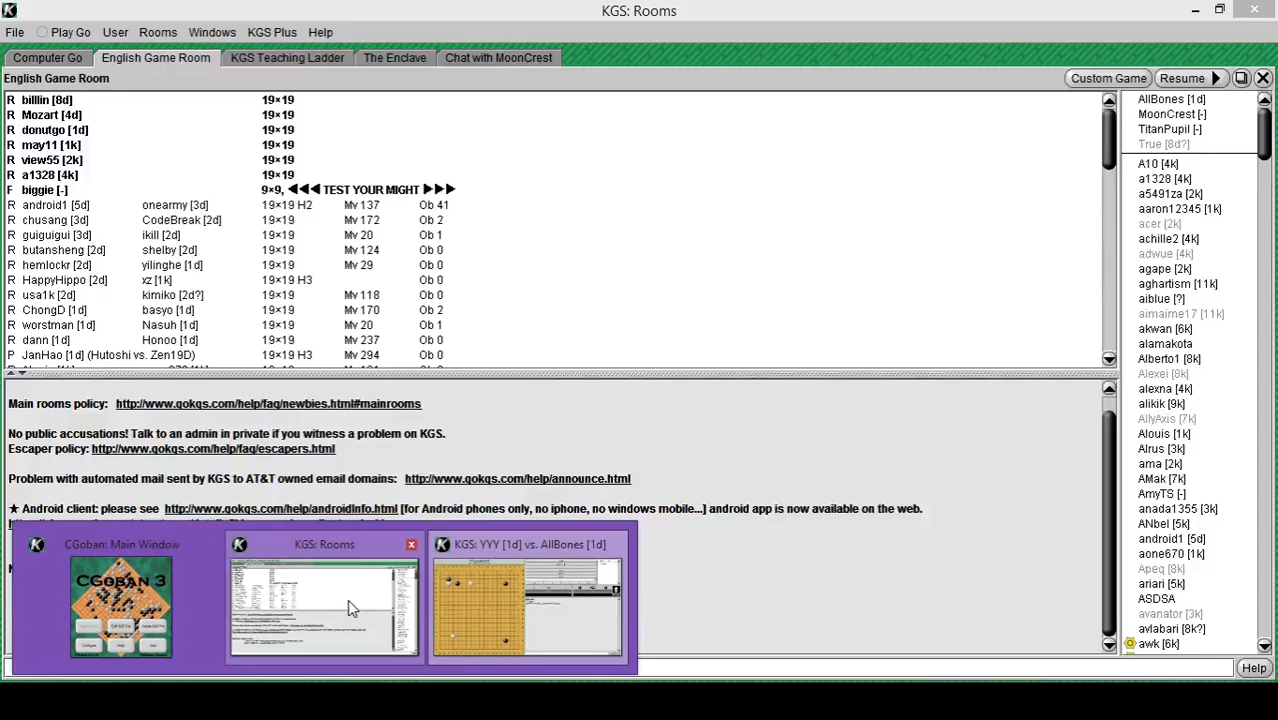 KGS: Rooms
File Play Go User Rooms Windows KGS Plus Help
Computer Go English Game Room KGS Teaching Ladder The Enclave Chat with MoonCrest
English Game Room Custom Game Resume
R billlin [8d] 19×19
R Mozart [4d] 19×19
R donutgo [1d] 19×19
R may11 [1k] 19×19
R view55 [2k] 19×19
R a1328 [4k] 19×19
F biggie [-] 9×9, ◀◀◀ TEST YOUR MIGHT ▶▶▶
R android1 [5d] onearmy [3d] 19×19 H2 Mv 137 Ob 41
R chusang [3d] CodeBreak [2d] 19×19 Mv 172 Ob 2
R guiguigui [3d] ikill [2d] 19×19 Mv 20 Ob 1
R butansheng [2d] shelby [2d] 19×19 Mv 124 Ob 0
R hemlockr [2d] yilinghe [1d] 19×19 Mv 29 Ob 0
R HappyHippo [2d] xz [1k] 19×19 H3 Ob 0
R usa1k [2d] kimiko [2d?] 19×19 Mv 118 Ob 0
R ChongD [1d] basyo [1d] 19×19 Mv 170 Ob 2
R worstman [1d] Nasuh [1d] 19×19 Mv 20 Ob 1
R dann [1d] Honoo [1d] 19×19 Mv 237 Ob 0
P JanHao [1d] (Hutoshi vs. Zen19D) 19×19 H3 Mv 294 Ob 0
Main rooms policy: http://www.gokgs.com/help/faq/newbies.html#mainrooms
No public accusations! Talk to an admin in private if you witness a problem on KGS.
Escaper policy: http://www.gokgs.com/help/faq/escapers.html
Problem with automated mail sent by KGS to AT&T owned email domains: http://www.gokgs.com/help/announce.html
★ Android client: please see http://www.gokgs.com/help/androidInfo.html [for Android phones only, no iphone, no windows mobile...] android app is now available on the web.
CGoban: Main Window
CGOBAN 3
KGS: Rooms
KGS: YYY [1d] vs. AllBones [1d]
AllBones [1d]
MoonCrest [-]
TitanPupil [-]
True [8d?]
A10 [4k]
a1328 [4k]
a5491za [2k]
aaron12345 [1k]
acer [2k]
achille2 [4k]
adwue [4k]
agape [2k]
aghartism [11k]
aiblue [?]
aimaime17 [11k]
akwan [6k]
alamakota
Alberto1 [8k]
Alexei [8k]
alexna [4k]
alikik [9k]
AllyAxis [7k]
Alouis [1k]
Alrus [3k]
ama [2k]
AMak [7k]
AmyTS [-]
anada1355 [3k]
ANbel [5k]
android1 [5d]
aone670 [1k]
Apeq [8k]
ariari [5k]
ASDSA
avanator [3k]
avlabari [8k?]
awk [6k]
Help